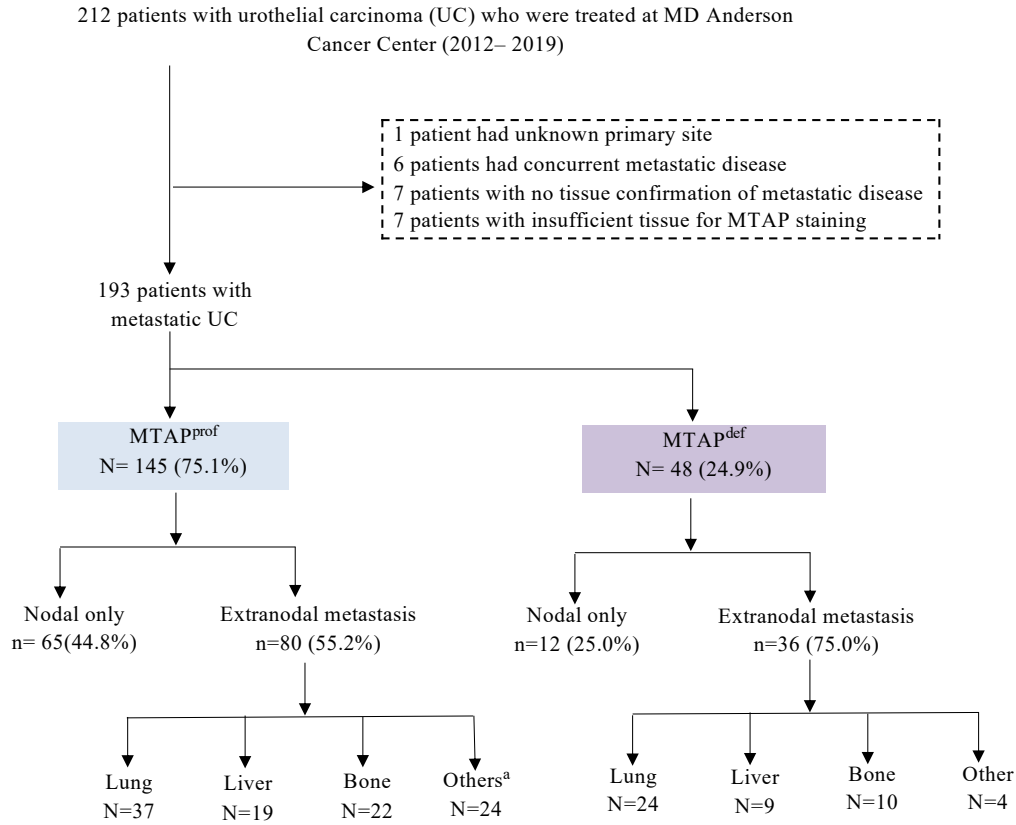 212 patients with urothelial carcinoma (UC) who were treated at MD Anderson
Cancer Center (2012– 2019)
1 patient had unknown primary site
6 patients had concurrent metastatic disease
7 patients with no tissue confirmation of metastatic disease
7 patients with insufficient tissue for MTAP staining
193 patients with
metastatic UC
MTAPprof
N= 145 (75.1%)
MTAPdef
N= 48 (24.9%)
Nodal only
n= 65(44.8%)
Extranodal metastasis
n=80 (55.2%)
Nodal only
n=12 (25.0%)
Extranodal metastasis
n=36 (75.0%)
Lung
N=37
Liver
N=19
Bone
N=22
Othersa
N=24
Lung
N=24
Liver
N=9
Bone
N=10
Other
N=4